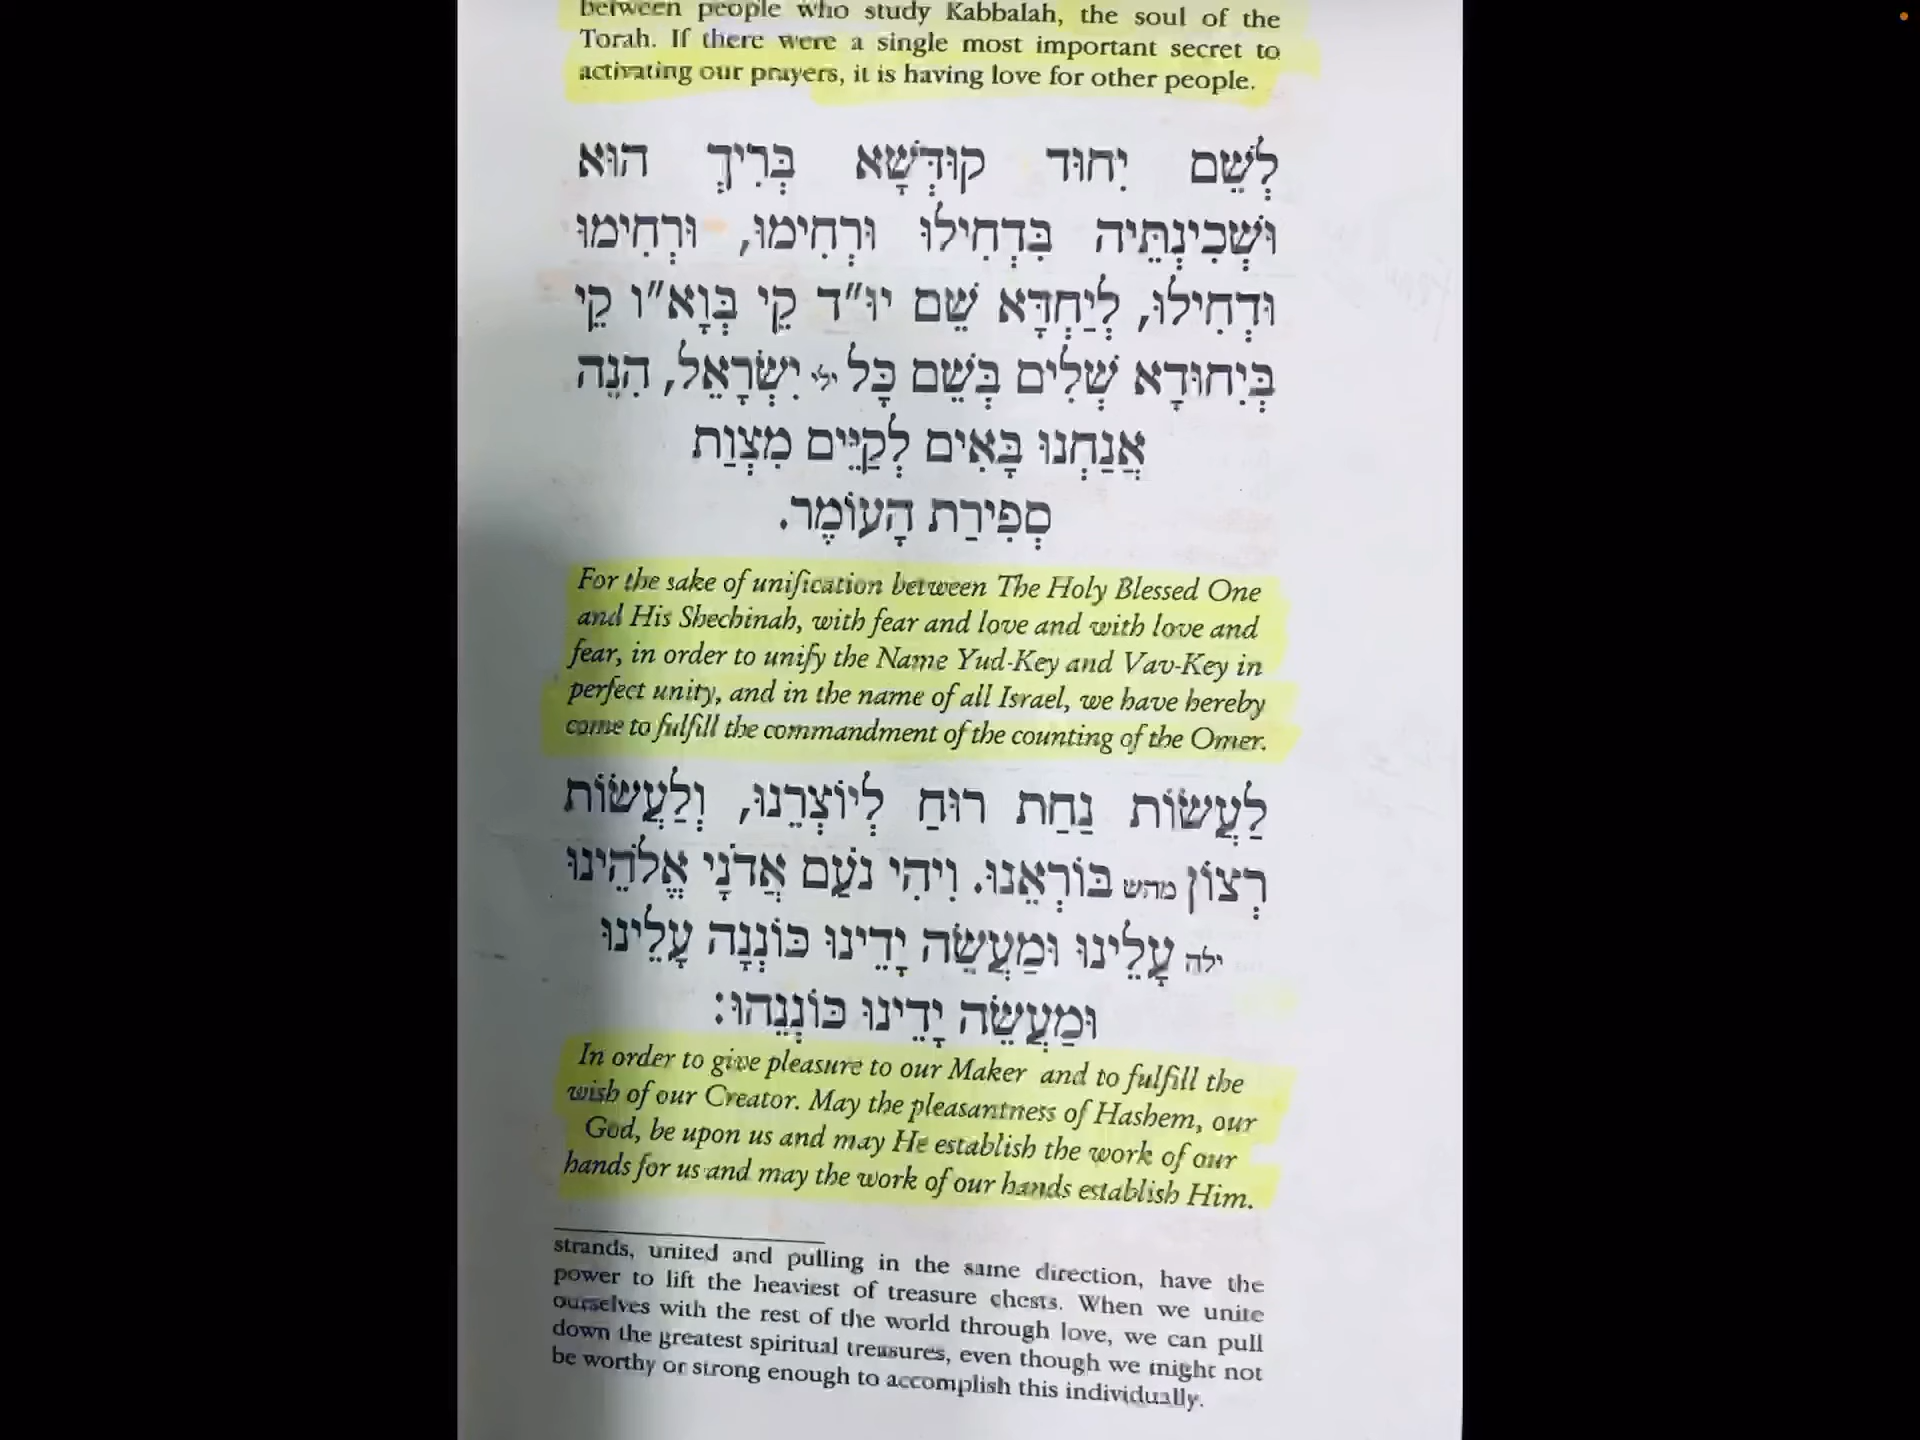 between people who study Kabbalah, the soul of the
Torah. If there were a single most important secret to
activating our prayers, it is having love for other people.
לְשֵׁם יִחוּד קוּדְּשָׁא בְּרִיךְ הוּא
וּשְׁכִינְתֵּיהּ בִּדְחִילוּ וּרְחִימוּ, וּרְחִימוּ
וּדְחִילוּ, לְיַחְדָּא שֵׁם יוּ"ד קֵי בְּוָא"ו קֵי
בְּיִחוּדָא שְׁלִים בְּשֵׁם כָּל ילי יִשְׂרָאֵל, הִנֵּה
אֲנַחְנוּ בָּאִים לְקַיֵּים מִצְוַת
סְפִירַת הָעוֹמֶר.
For the sake of unification between The Holy Blessed One
and His Shechinah, with fear and love and with love and
fear, in order to unify the Name Yud-Key and Vav-Key in
perfect unity, and in the name of all Israel, we have hereby
come to fulfill the commandment of the counting of the Omer.
לַעֲשׂוֹת נַחַת רוּחַ לְיוֹצְרֵנוּ, וְלַעֲשׂוֹת
רְצוֹן מהש בּוֹרְאֵנוּ. וִיהִי נֹעַם אֲדֹנָי אֱלֹהֵינוּ
ילה עָלֵינוּ וּמַעֲשֵׂה יָדֵינוּ כּוֹנְנָה עָלֵינוּ
וּמַעֲשֵׂה יָדֵינוּ כּוֹנְנֵהוּ:
In order to give pleasure to our Maker and to fulfill the
wish of our Creator. May the pleasantness of Hashem, our
God, be upon us and may He establish the work of our
hands for us and may the work of our hands establish Him.
strands, united and pulling in the same direction, have the
power to lift the heaviest of treasure chests. When we unite
ourselves with the rest of the world through love, we can pull
down the greatest spiritual treasures, even though we might not
be worthy or strong enough to accomplish this individually.